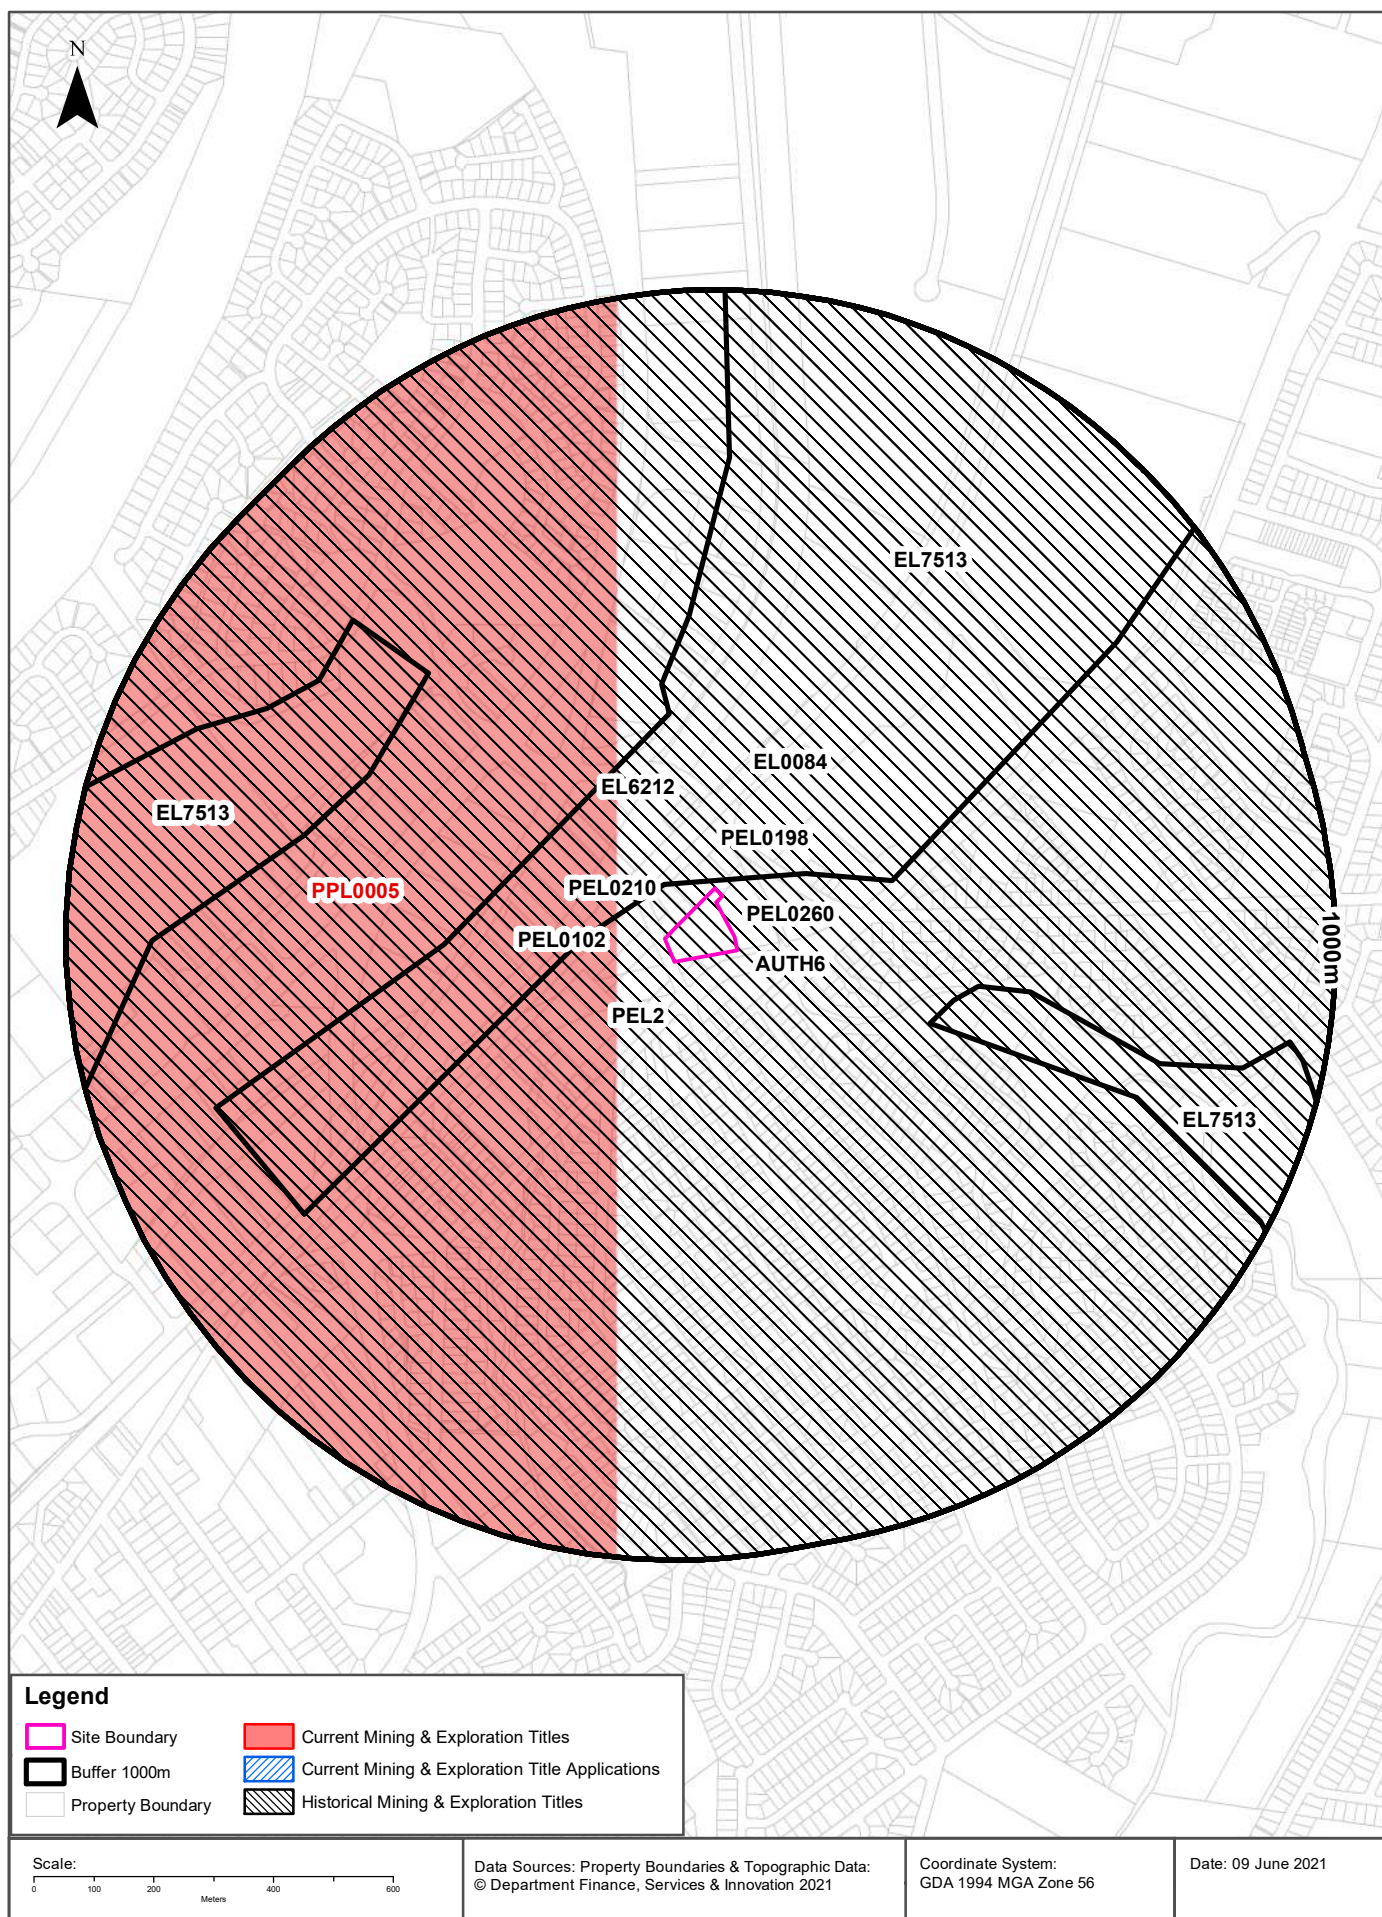 N
EL7513
EL0084
EL6212
EL7513
PEL0198
PPL0005
PEL0210
PEL0260
PEL0102
1000m
AUTH6
PEL2
EL7513
Legend
Site Boundary
Buffer 1000m
Property Boundary
Current Mining & Exploration Titles
Current Mining & Exploration Title Applications
Historical Mining & Exploration Titles
Scale:
0 100 200 400 600
Meters
Data Sources: Property Boundaries & Topographic Data:
© Department Finance, Services & Innovation 2021
Coordinate System:
GDA 1994 MGA Zone 56
Date: 09 June 2021